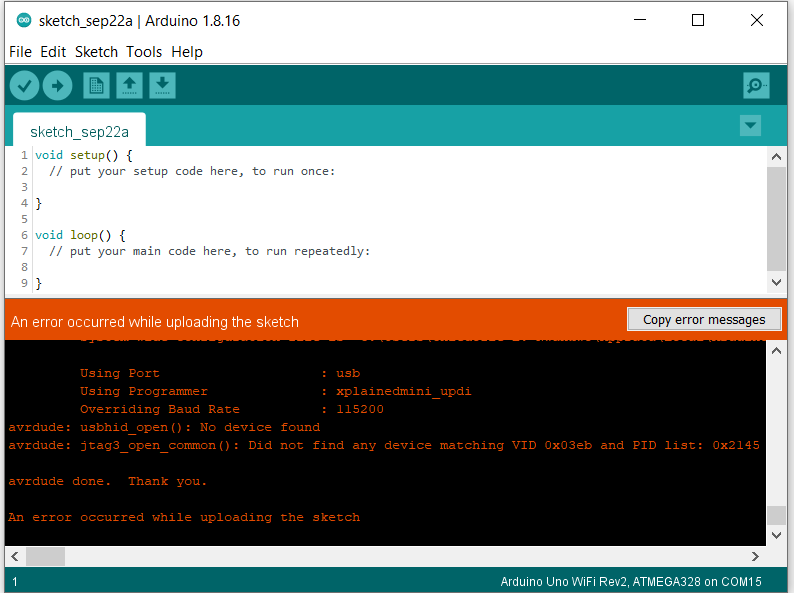 sketch_sep22a | Arduino 1.8.16
File Edit Sketch Tools Help
sketch_sep22a
1 void setup() {
2 // put your setup code here, to run once:
3
4 }
5
6 void loop() {
7 // put your main code here, to run repeatedly:
8
9 }
An error occurred while uploading the sketch
Copy error messages
Using Port : usb
Using Programmer : xplainedmini_updi
Overriding Baud Rate : 115200
avrdude: usbhid_open(): No device found
avrdude: jtag3_open_common(): Did not find any device matching VID 0x03eb and PID list: 0x2145
avrdude done. Thank you.
An error occurred while uploading the sketch
1
Arduino Uno WiFi Rev2, ATMEGA328 on COM15